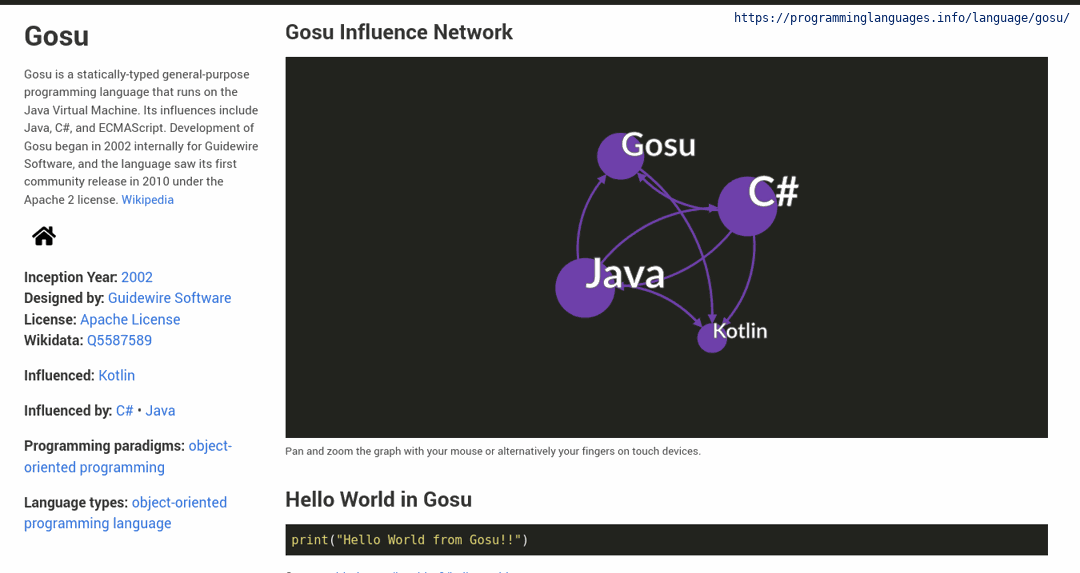 https://programminglanguages.info/language/gosu/
Gosu
Gosu is a statically-typed general-purpose
programming language that runs on the
Java Virtual Machine. Its influences include
Java, C#, and ECMAScript. Development of
Gosu began in 2002 internally for Guidewire
Software, and the language saw its first
community release in 2010 under the
Apache 2 license. Wikipedia
Inception Year: 2002
Designed by: Guidewire Software
License: Apache License
Wikidata: Q5587589
Influenced: Kotlin
Influenced by: C# • Java
Programming paradigms: object-
oriented programming
Language types: object-oriented
programming language
Gosu Influence Network
Gosu
C#
Java
Kotlin
Pan and zoom the graph with your mouse or alternatively your fingers on touch devices.
Hello World in Gosu
print("Hello World from Gosu!!")